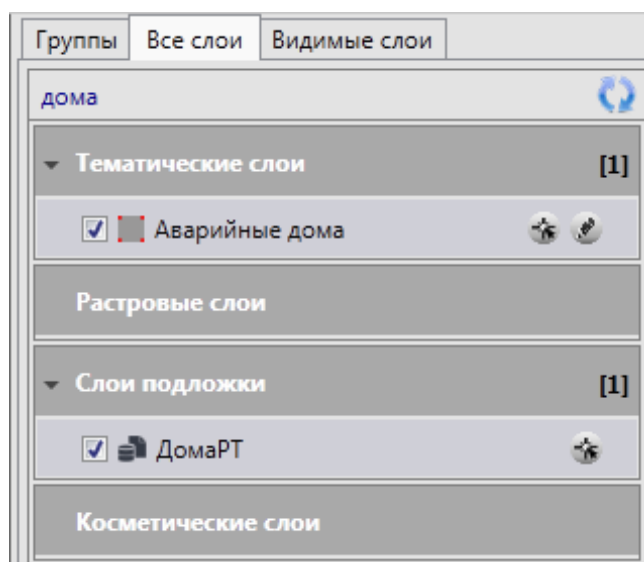 Группы Все слои Видимые слои
дома
Тематические слои [1]
Аварийные дома
Растровые слои
Слои подложки [1]
ДомаРТ
Косметические слои